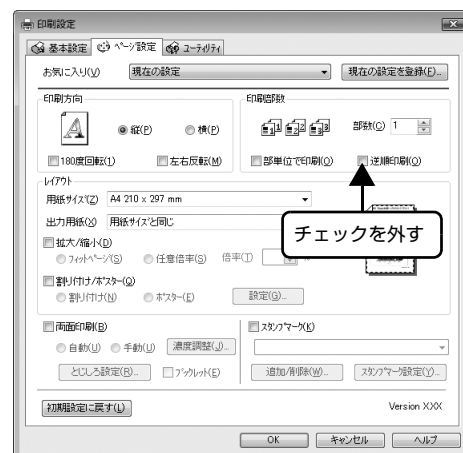 印刷設定
基本設定 ページ設定 ユーティリティ
お気に入り(V) 現在の設定 現在の設定を登録(F)...
印刷方向 印刷部数
A 縦(P) 横(P) 1 1 2 2 3 3 部数(C) 1
180度回転(1) 左右反転(M) 部単位で印刷(O) 逆順印刷(O)
レイアウト
用紙サイズ(Z) A4 210 x 297 mm
出力用紙(X) 用紙サイズと同じ
チェックを外す
拡大/縮小(D)
フィットページ(S) 任意倍率(S) 倍率(T) %
割り付け/ポスター(Q)
割り付け(N) ポスター(E) 設定(G)...
両面印刷(B) スタンプマーク(K)
自動(U) 手動(U) 濃度調整(J)...
とじしろ設定(R)... ブックレット(E) 追加/削除(W)... スタンプマーク設定(Y)...
初期設定に戻す(L) Version X.XX
OK キャンセル ヘルプ